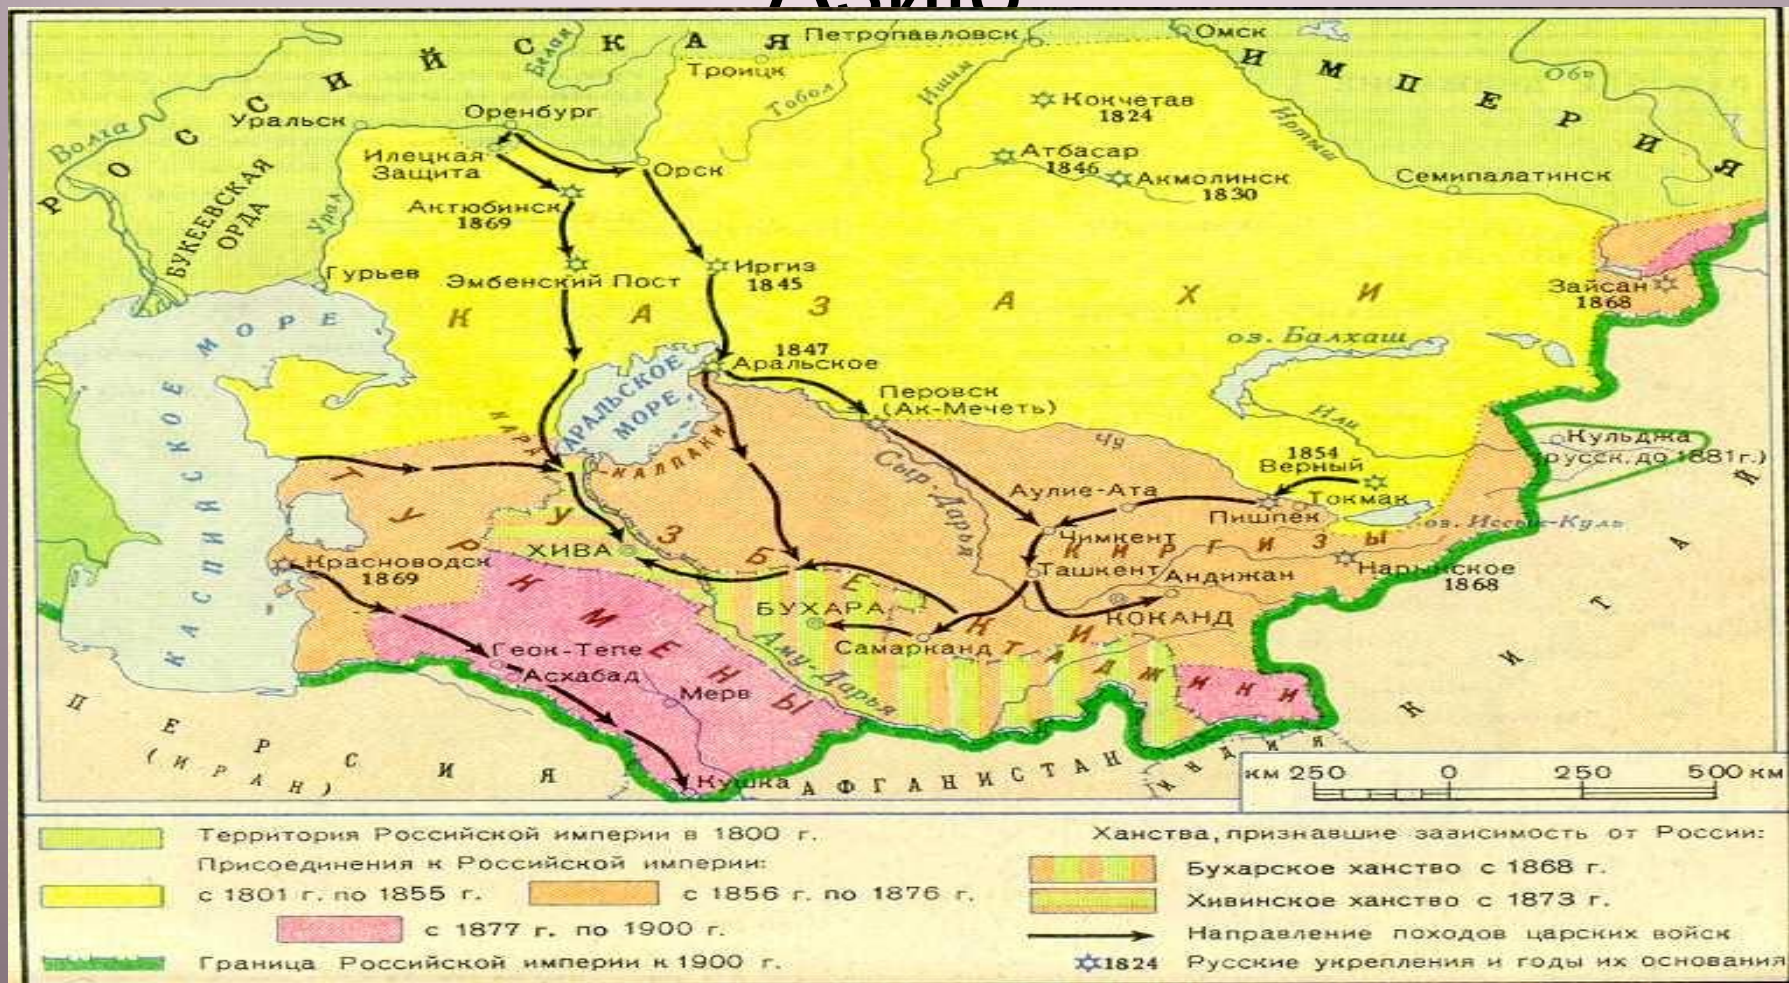 РОССИЙСКАЯ ИМПЕРИЯ
Петропавловск
Омск
Троицк
Белая
Тобол
Ишим
Обь
Волга
Уральск
Оренбург
Кокчетав
1824
Иртыш
Илецкая
Защита
Орск
Атбасар
1846
Акмолинск
1830
Семипалатинск
БУКЕЕВСКАЯ
ОРДА
Урал
Актюбинск
1869
Гурьев
Эмбенский Пост
Иргиз
1845
Зайсан
1868
КАЗАХИ
КАСПИЙСКОЕ МОРЕ
оз. Балхаш
1847
Аральское
АРАЛЬСКОЕ
МОРЕ
Перовск
(Ак-Мечеть)
Или
КАРА-КАЛПАКИ
Чу
Кульджа
(русск. до 1881 г.)
1854
Верный
Сыр-Дарья
Аулие-Ата
Токмак
Пишпек
оз. Иссык-Куль
ТУРКМЕНЫ
УЗБЕКИ
Чимкент
КИРГИЗЫ
ХИВА
Красноводск
1869
Ташкент
Андижан
Нарынское
1868
БУХАРА
КОКАНД
Самарканд
ТАДЖИКИ
Геок-Тепе
Асхабад
Мерв
Аму-Дарья
КИТАЙ
ПЕРСИЯ
(ИРАН)
Кушка
АФГАНИСТАН
ИНДИЯ
км 250 0 250 500 км
Территория Российской империи в 1800 г.
Присоединения к Российской империи:
с 1801 г. по 1855 г.
с 1856 г. по 1876 г.
с 1877 г. по 1900 г.
Граница Российской империи к 1900 г.
Ханства, признавшие зависимость от России:
Бухарское ханство с 1868 г.
Хивинское ханство с 1873 г.
Направление походов царских войск
1824 Русские укрепления и годы их основания